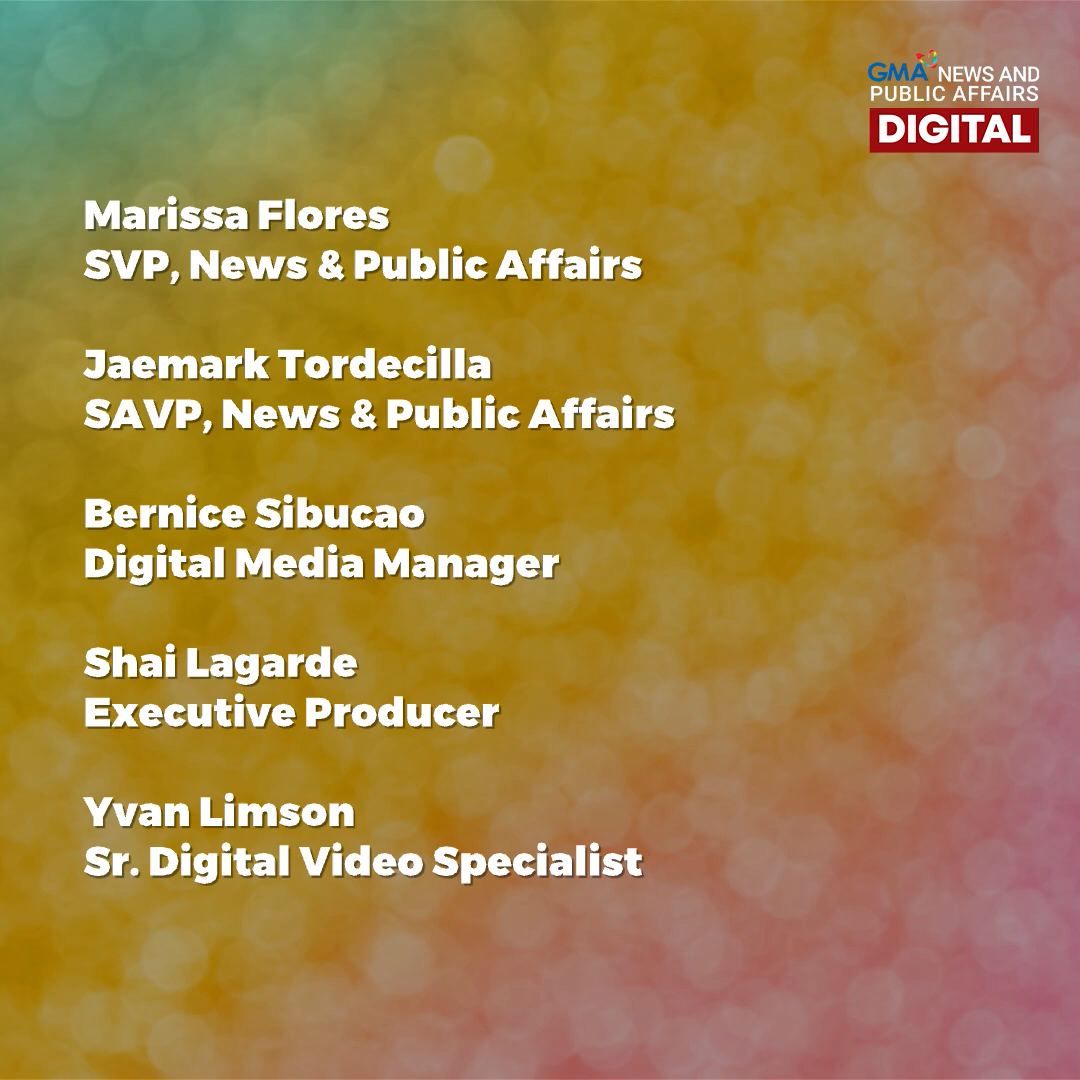 GMA NEWS AND
PUBLIC AFFAIRS
DIGITAL
Marissa Flores
SVP, News & Public Affairs
Jaemark Tordecilla
SAVP, News & Public Affairs
Bernice Sibucao
Digital Media Manager
Shai Lagarde
Executive Producer
Yvan Limson
Sr. Digital Video Specialist